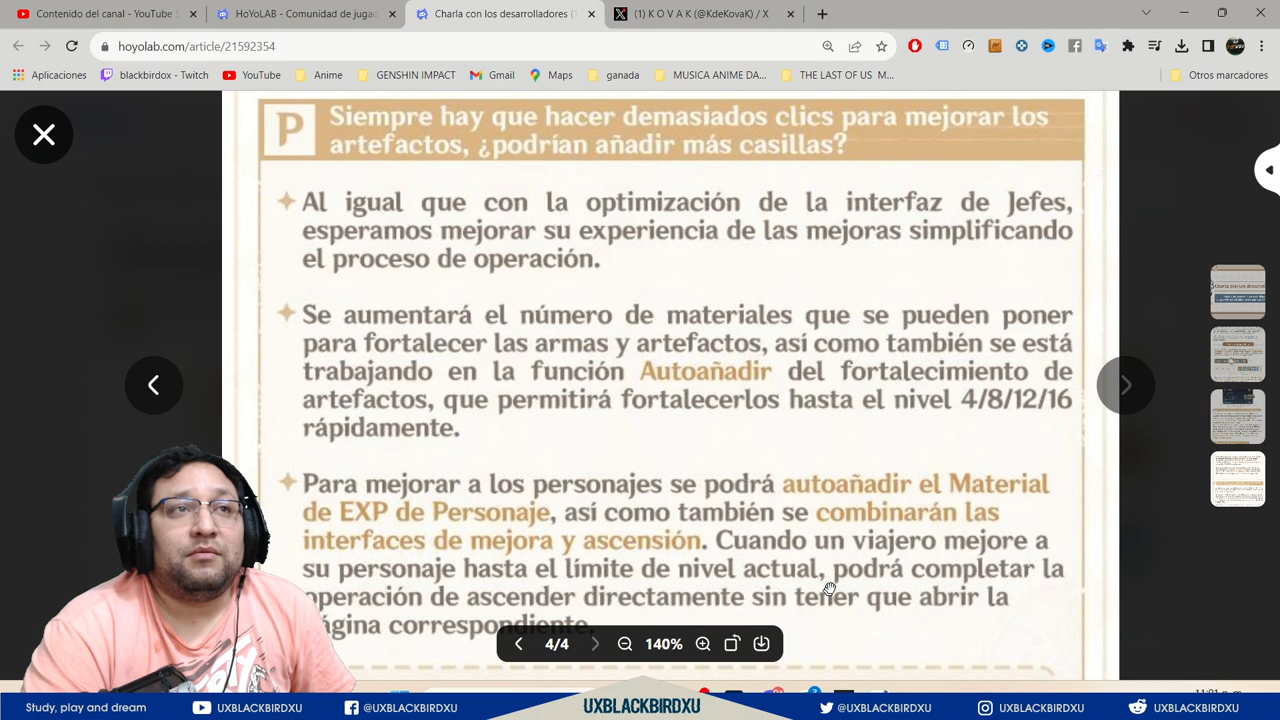 Contenido del canal - YouTube S
HoYoLAB - Comunidad de jugad
Charla con los desarrolladores (
(1) K O V A K (@KdeKovaK) / X
hoyolab.com/article/21592354
Aplicaciones
blackbirdox - Twitch
YouTube
Anime
GENSHIN IMPACT
Gmail
Maps
ganada
MUSICA ANIME DA...
THE LAST OF US M...
Otros marcadores
P
Siempre hay que hacer demasiados clics para mejorar los
artefactos, ¿podrían añadir más casillas?
Al igual que con la optimización de la interfaz de Jefes,
esperamos mejorar su experiencia de las mejoras simplificando
el proceso de operación.
Se aumentará el número de materiales que se pueden poner
para fortalecer las armas y artefactos, así como también se está
trabajando en la función Autoañadir del fortalecimiento de
artefactos, que permitirá fortalecerlos hasta el nivel 4/8/12/16
rápidamente.
Para mejorar a lo personajes se podrá autoañadir el Material
de EXP de Personaje, así como también se combinarán las
interfaces de mejora y ascensión. Cuando un viajero mejore a
su personaje hasta el límite de nivel actual, podrá completar la
operación de ascender directamente sin tener que abrir la
ágina correspondiente.
4/4
140%
Study, play and dream
UXBLACKBIRDXU
@UXBLACKBIRDXU
UXBLACKBIRDXU
@UXBLACKBIRDXU
UXBLACKBIRDXU
UXBLACKBIRDXU